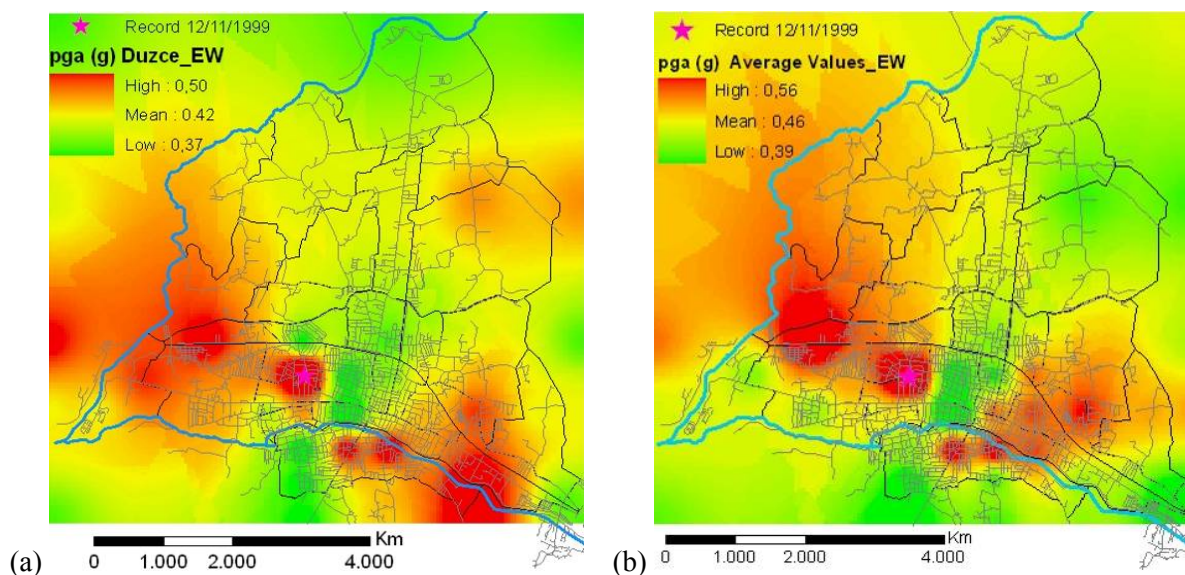 Record 12/11/1999
pga (g) Duzce_EW
High : 0,50
Mean : 0.42
Low : 0,37
(a)
Km
0 1.000 2.000 4.000
Record 12/11/1999
pga (g) Average Values_EW
High : 0,56
Mean : 0,46
Low : 0,39
(b)
Km
0 1.000 2.000 4.000